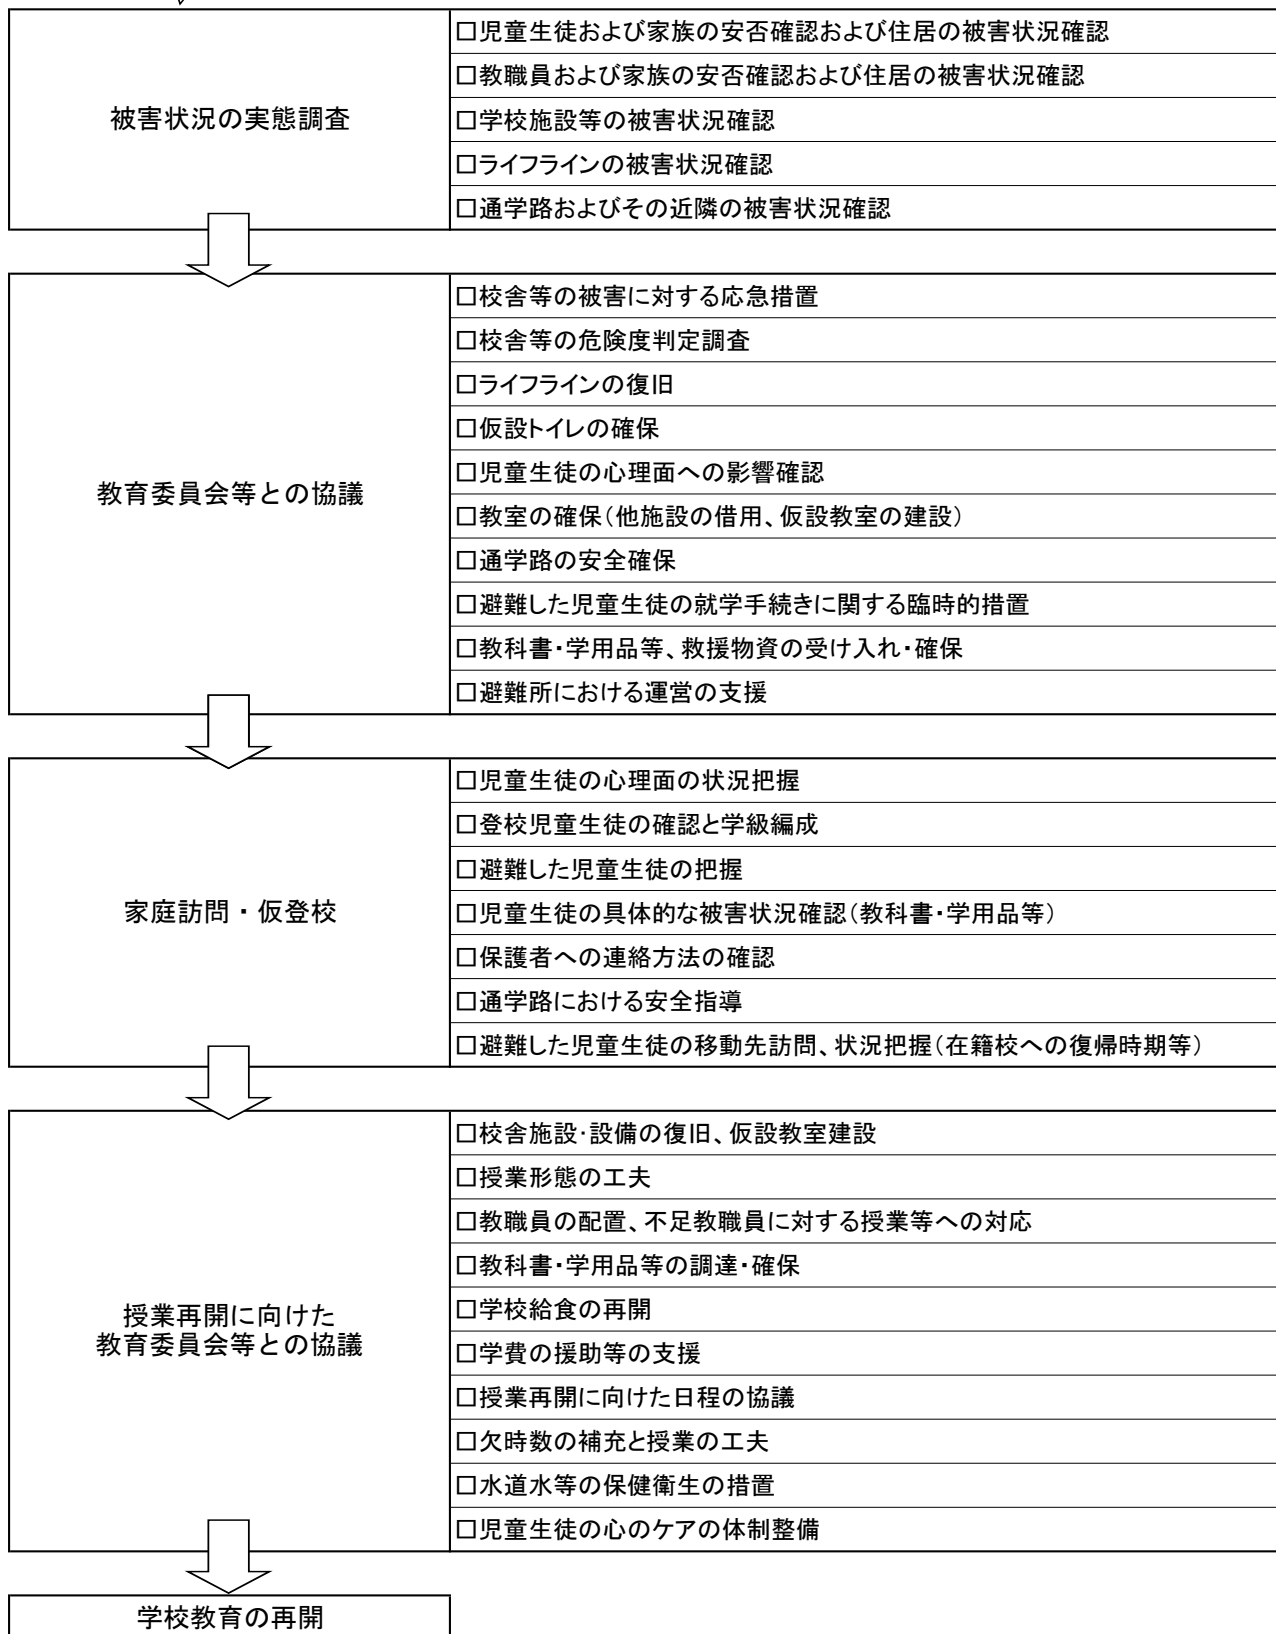 被害状況の実態調査
□児童生徒および家族の安否確認および住居の被害状況確認
□教職員および家族の安否確認および住居の被害状況確認
□学校施設等の被害状況確認
□ライフラインの被害状況確認
□通学路およびその近隣の被害状況確認
教育委員会等との協議
□校舎等の被害に対する応急措置
□校舎等の危険度判定調査
□ライフラインの復旧
□仮設トイレの確保
□児童生徒の心理面への影響確認
□教室の確保（他施設の借用、仮設教室の建設）
□通学路の安全確保
□避難した児童生徒の就学手続きに関する臨時的措置
□教科書・学用品等、救援物資の受け入れ・確保
□避難所における運営の支援
家庭訪問・仮登校
□児童生徒の心理面の状況把握
□登校児童生徒の確認と学級編成
□避難した児童生徒の把握
□児童生徒の具体的な被害状況確認（教科書・学用品等）
□保護者への連絡方法の確認
□通学路における安全指導
□避難した児童生徒の移動先訪問、状況把握（在籍校への復帰時期等）
授業再開に向けた
教育委員会等との協議
□校舎施設・設備の復旧、仮設教室建設
□授業形態の工夫
□教職員の配置、不足教職員に対する授業等への対応
□教科書・学用品等の調達・確保
□学校給食の再開
□学費の援助等の支援
□授業再開に向けた日程の協議
□欠時数の補充と授業の工夫
□水道水等の保健衛生の措置
□児童生徒の心のケアの体制整備
学校教育の再開